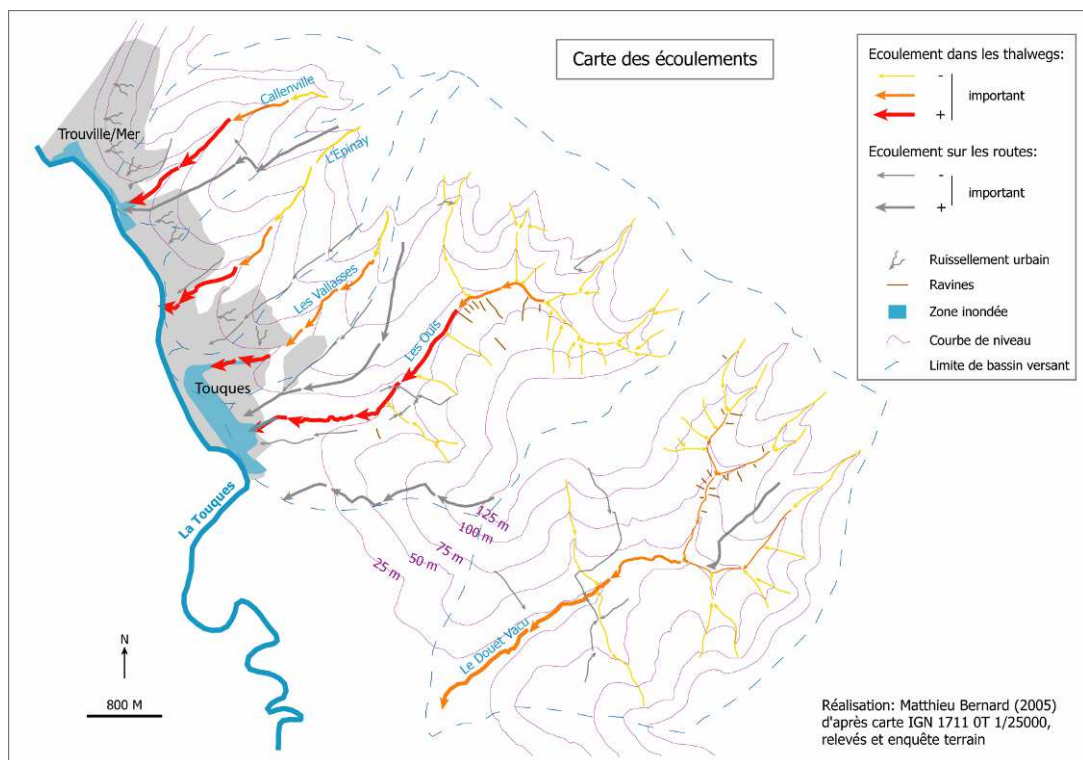 Carte des écoulements
Ecoulement dans les thalwegs:
-
important
+
Ecoulement sur les routes:
-
important
+
Ruissellement urbain
Ravines
Zone inondée
Courbe de niveau
Limite de bassin versant
Callenville
Trouville/Mer
L'Epinay
Les Vallasses
Les Ouis
Touques
La Touques
125 m
100 m
75 m
50 m
25 m
Le Douet Vacu
N
800 M
Réalisation: Matthieu Bernard (2005)
d'après carte IGN 1711 0T 1/25000,
relevés et enquête terrain